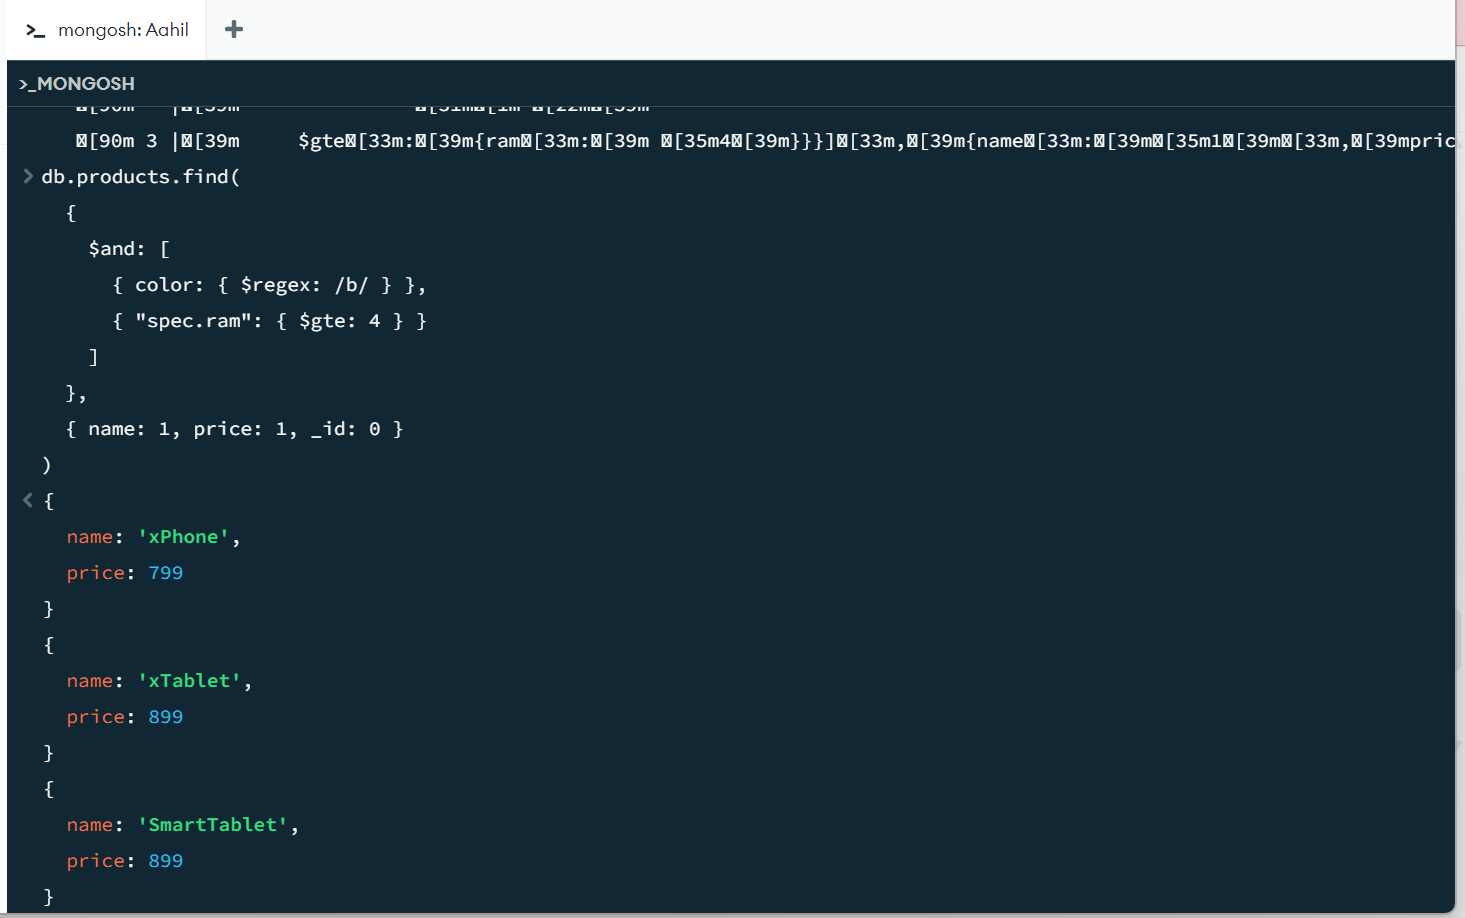 >_ mongosh: Aahil +
>_MONGOSH
[90m 3 |[39m     $gte[33m:[39m{ram[33m:[39m [35m4[39m}}}][33m,[39m{name[33m:[39m[35m1[39m[33m,[39mpric
> db.products.find(
{
$and: [
{ color: { $regex: /b/ } },
{ "spec.ram": { $gte: 4 } }
]
},
{ name: 1, price: 1, _id: 0 }
)
< {
name: 'xPhone',
price: 799
}
{
name: 'xTablet',
price: 899
}
{
name: 'SmartTablet',
price: 899
}